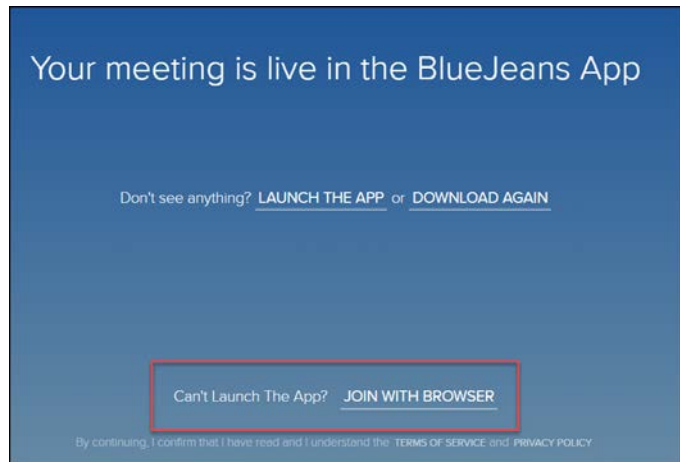 Your meeting is live in the BlueJeans App
Don't see anything? LAUNCH THE APP or DOWNLOAD AGAIN
Can't Launch The App? JOIN WITH BROWSER
By continuing, I confirm that I have read and I understand the TERMS OF SERVICE and PRIVACY POLICY